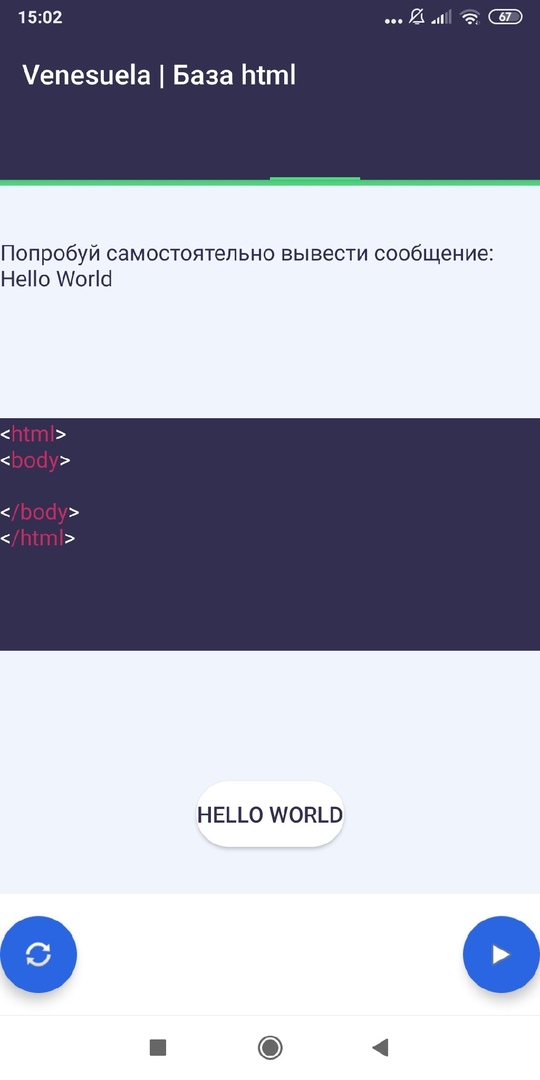 15:02
67
Venesuela | База html
Попробуй самостоятельно вывести сообщение:
Hello World
<html>
<body>
</body>
</html>
HELLO WORLD